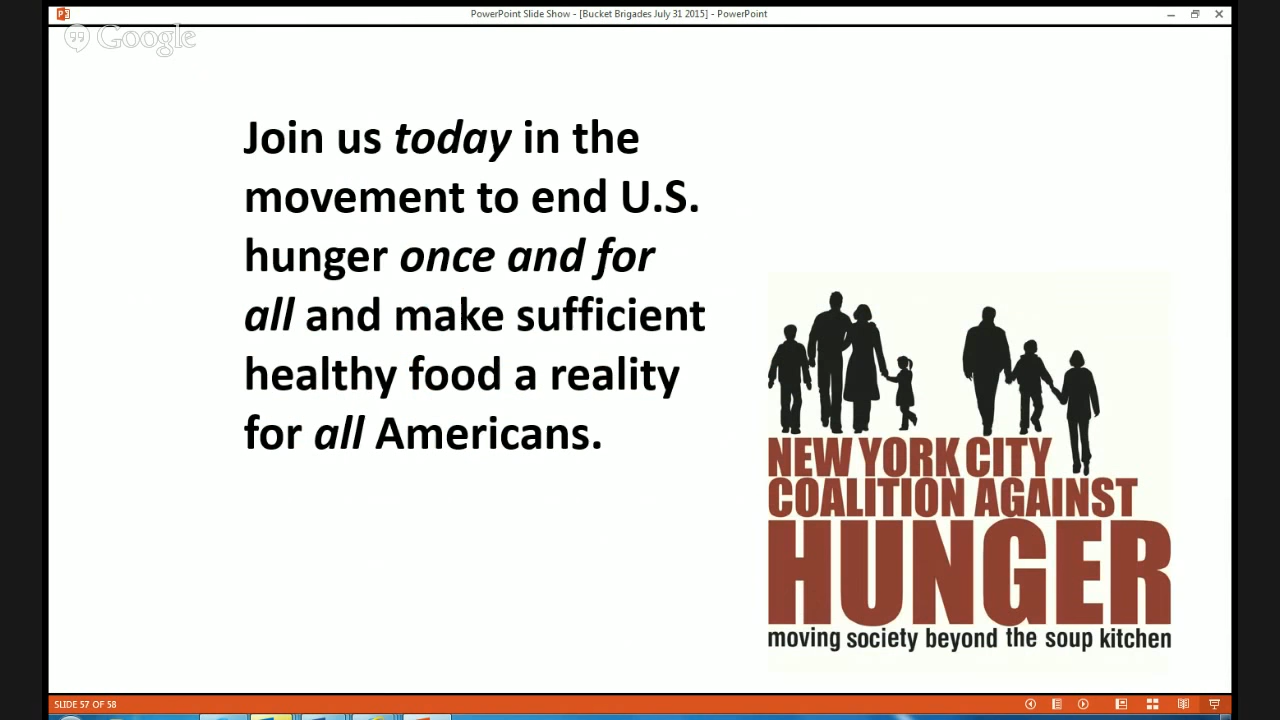 PowerPoint Slide Show - [Bucket Brigades July 31 2015] - PowerPoint
Google
Join us today in the
movement to end U.S.
hunger once and for
all and make sufficient
healthy food a reality
for all Americans.
NEW YORK CITY
COALITION AGAINST
HUNGER
moving society beyond the soup kitchen
SLIDE 57 OF 58